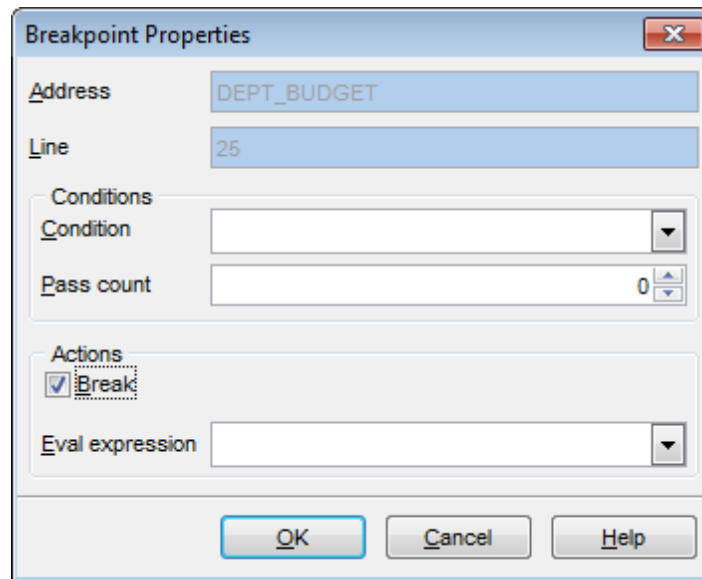 Breakpoint Properties
Address DEPT_BUDGET
Line 25
Conditions
Condition
Pass count 0
Actions
Break
Eval expression
OK Cancel Help